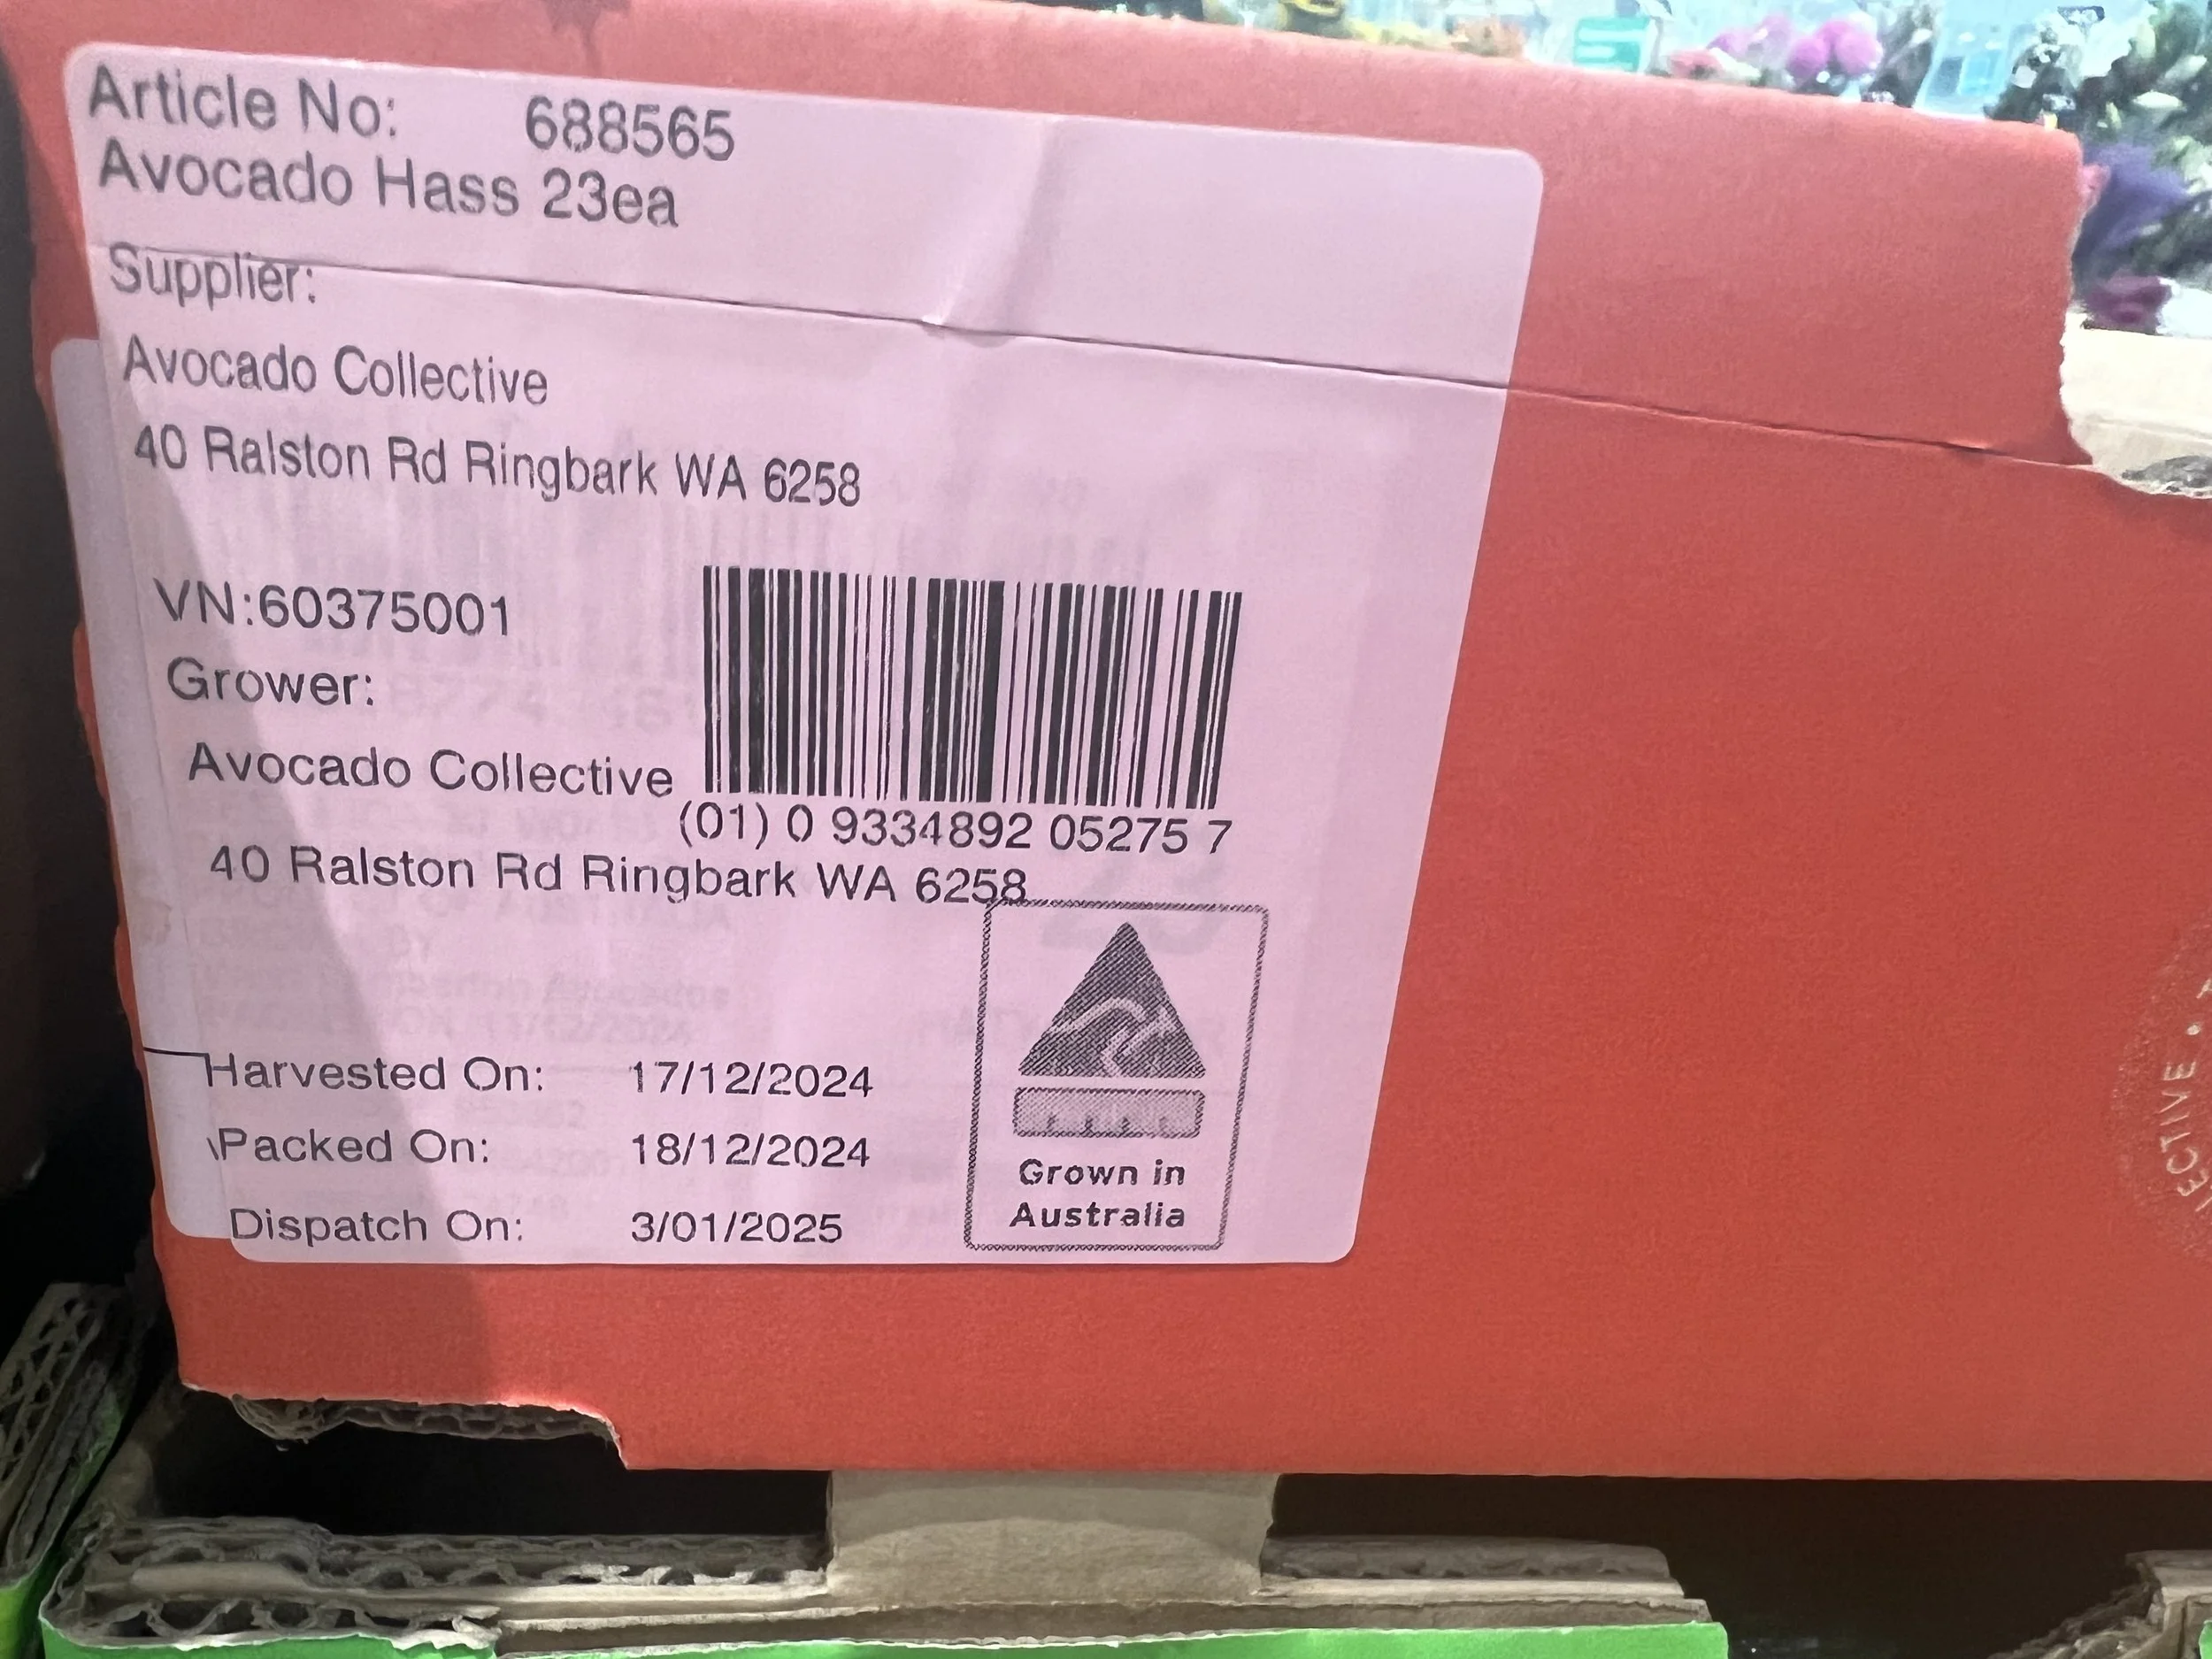 Article No: 688565
Avocado Hass 23ea
Supplier:
Avocado Collective
40 Ralston Rd Ringbark WA 6258
VN:60375001
Grower:
Avocado Collective
(01) 0 9334892 05275 7
40 Ralston Rd Ringbark WA 6258
Harvested On: 17/12/2024
Packed On: 18/12/2024
Dispatch On: 3/01/2025
Grown in
Australia
ECTIVE